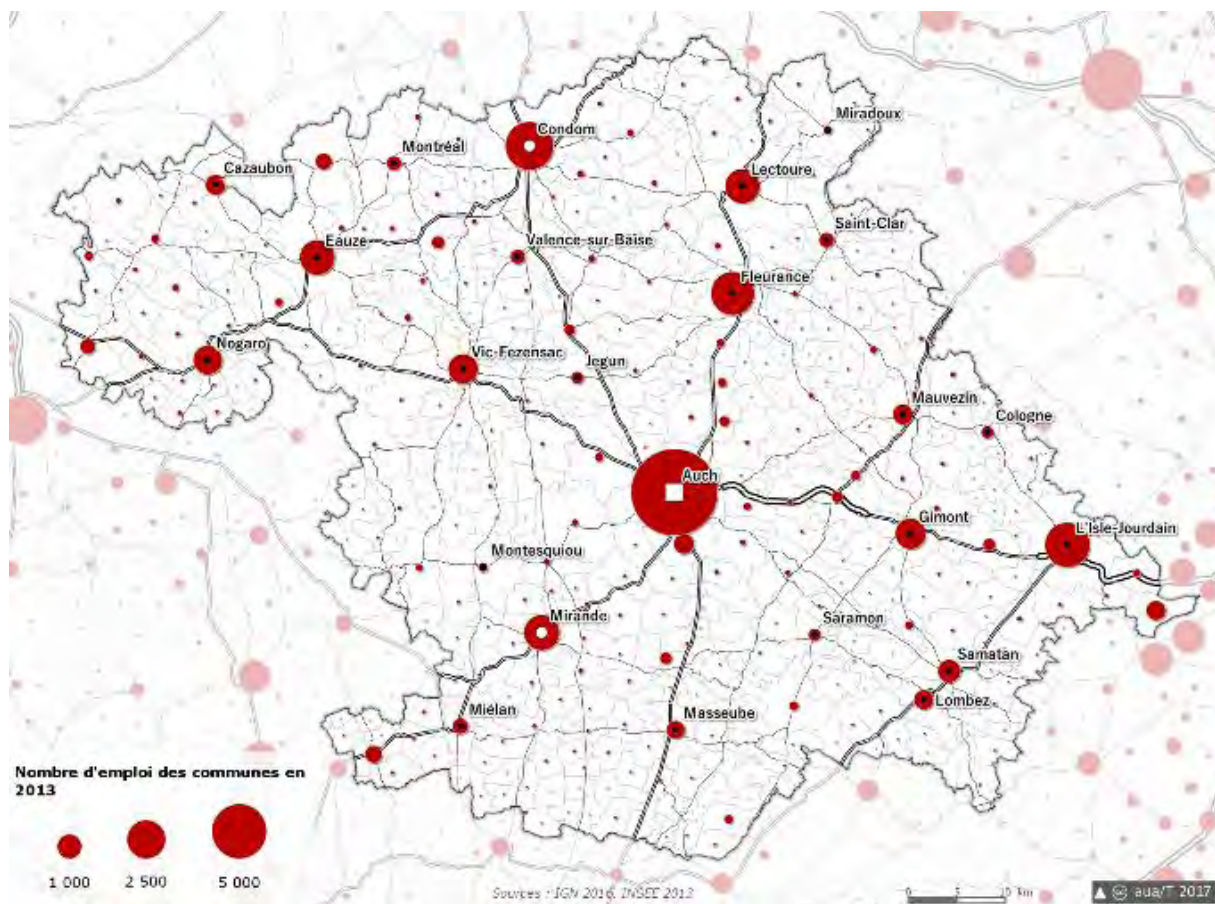 Condom
Miradoux
Montréal
Cazaubon
Lectoure
Saint-Clar
Eauze
Valence-sur-Baïse
Fleurance
Nogaro
Vic-Fezensac
Jegun
Mauvezin
Cologne
Auch
Gimont
L'Isle-Jourdain
Montesquiou
Mirande
Saramon
Samatan
Lombez
Miélan
Masseube
Nombre d'emploi des communes en
2013
1 000 2 500 5 000
Sources : IGN 2016, INSEE 2013
0 5 10 km
aua/T 2017